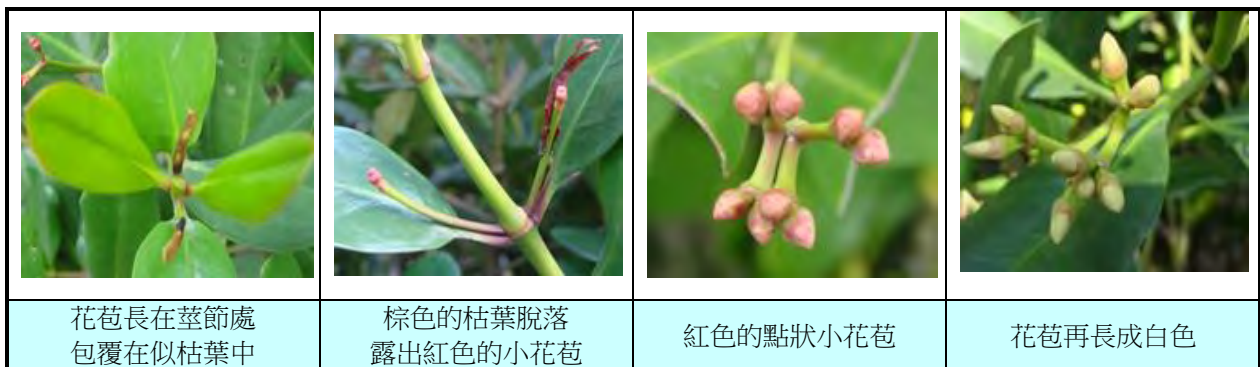 花苞長在莖節處
包覆在似枯葉中
棕色的枯葉脫落
露出紅色的小花苞
紅色的點狀小花苞
花苞再長成白色